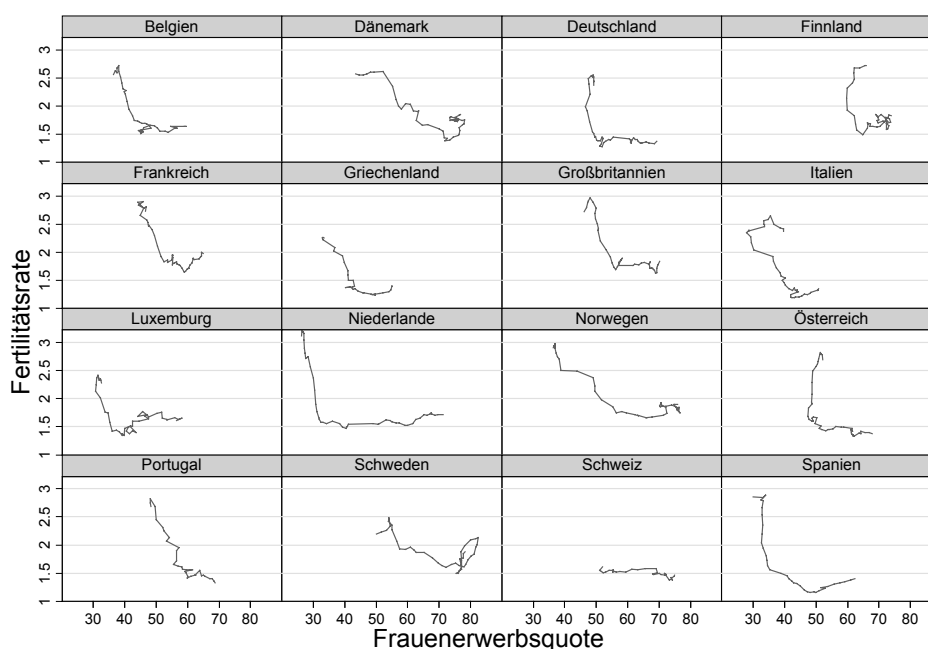 Belgien Dänemark Deutschland Finnland
3
2.5
2
1.5
1
Frankreich Griechenland Großbritannien Italien
3
2.5
2
1.5
1
Luxemburg Niederlande Norwegen Österreich
3
2.5
2
1.5
1
Portugal Schweden Schweiz Spanien
3
2.5
2
1.5
1
Fertilitätsrate
30 40 50 60 70 80 30 40 50 60 70 80 30 40 50 60 70 80 30 40 50 60 70 80
Frauenerwerbsquote